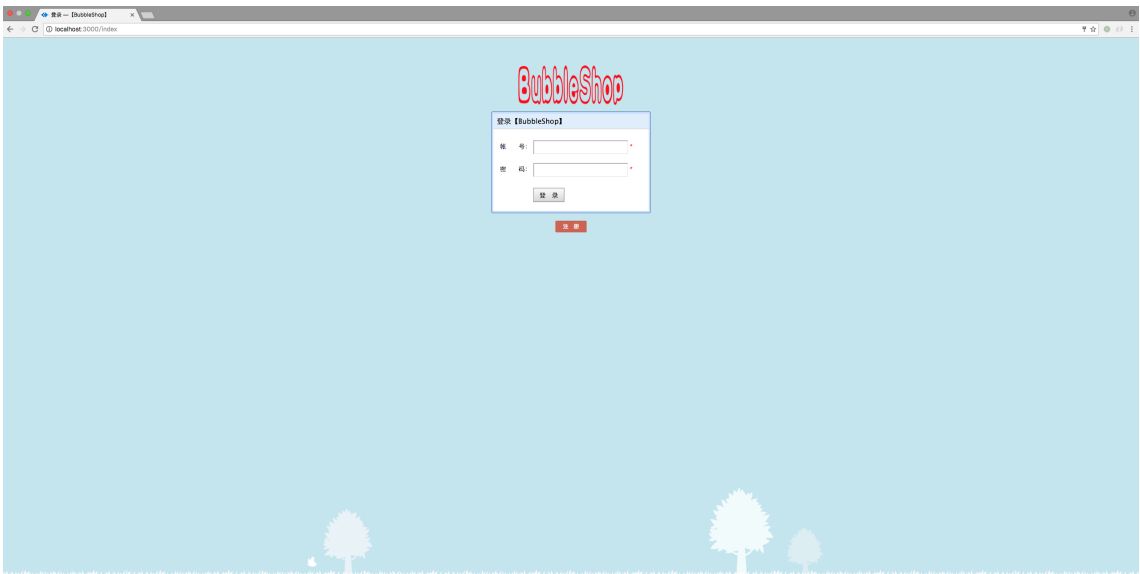 登录 — 【BubbleShop】
localhost:3000/index
BubbleShop
登录【BubbleShop】
帐 号: *
密 码: *
登 录
注 册